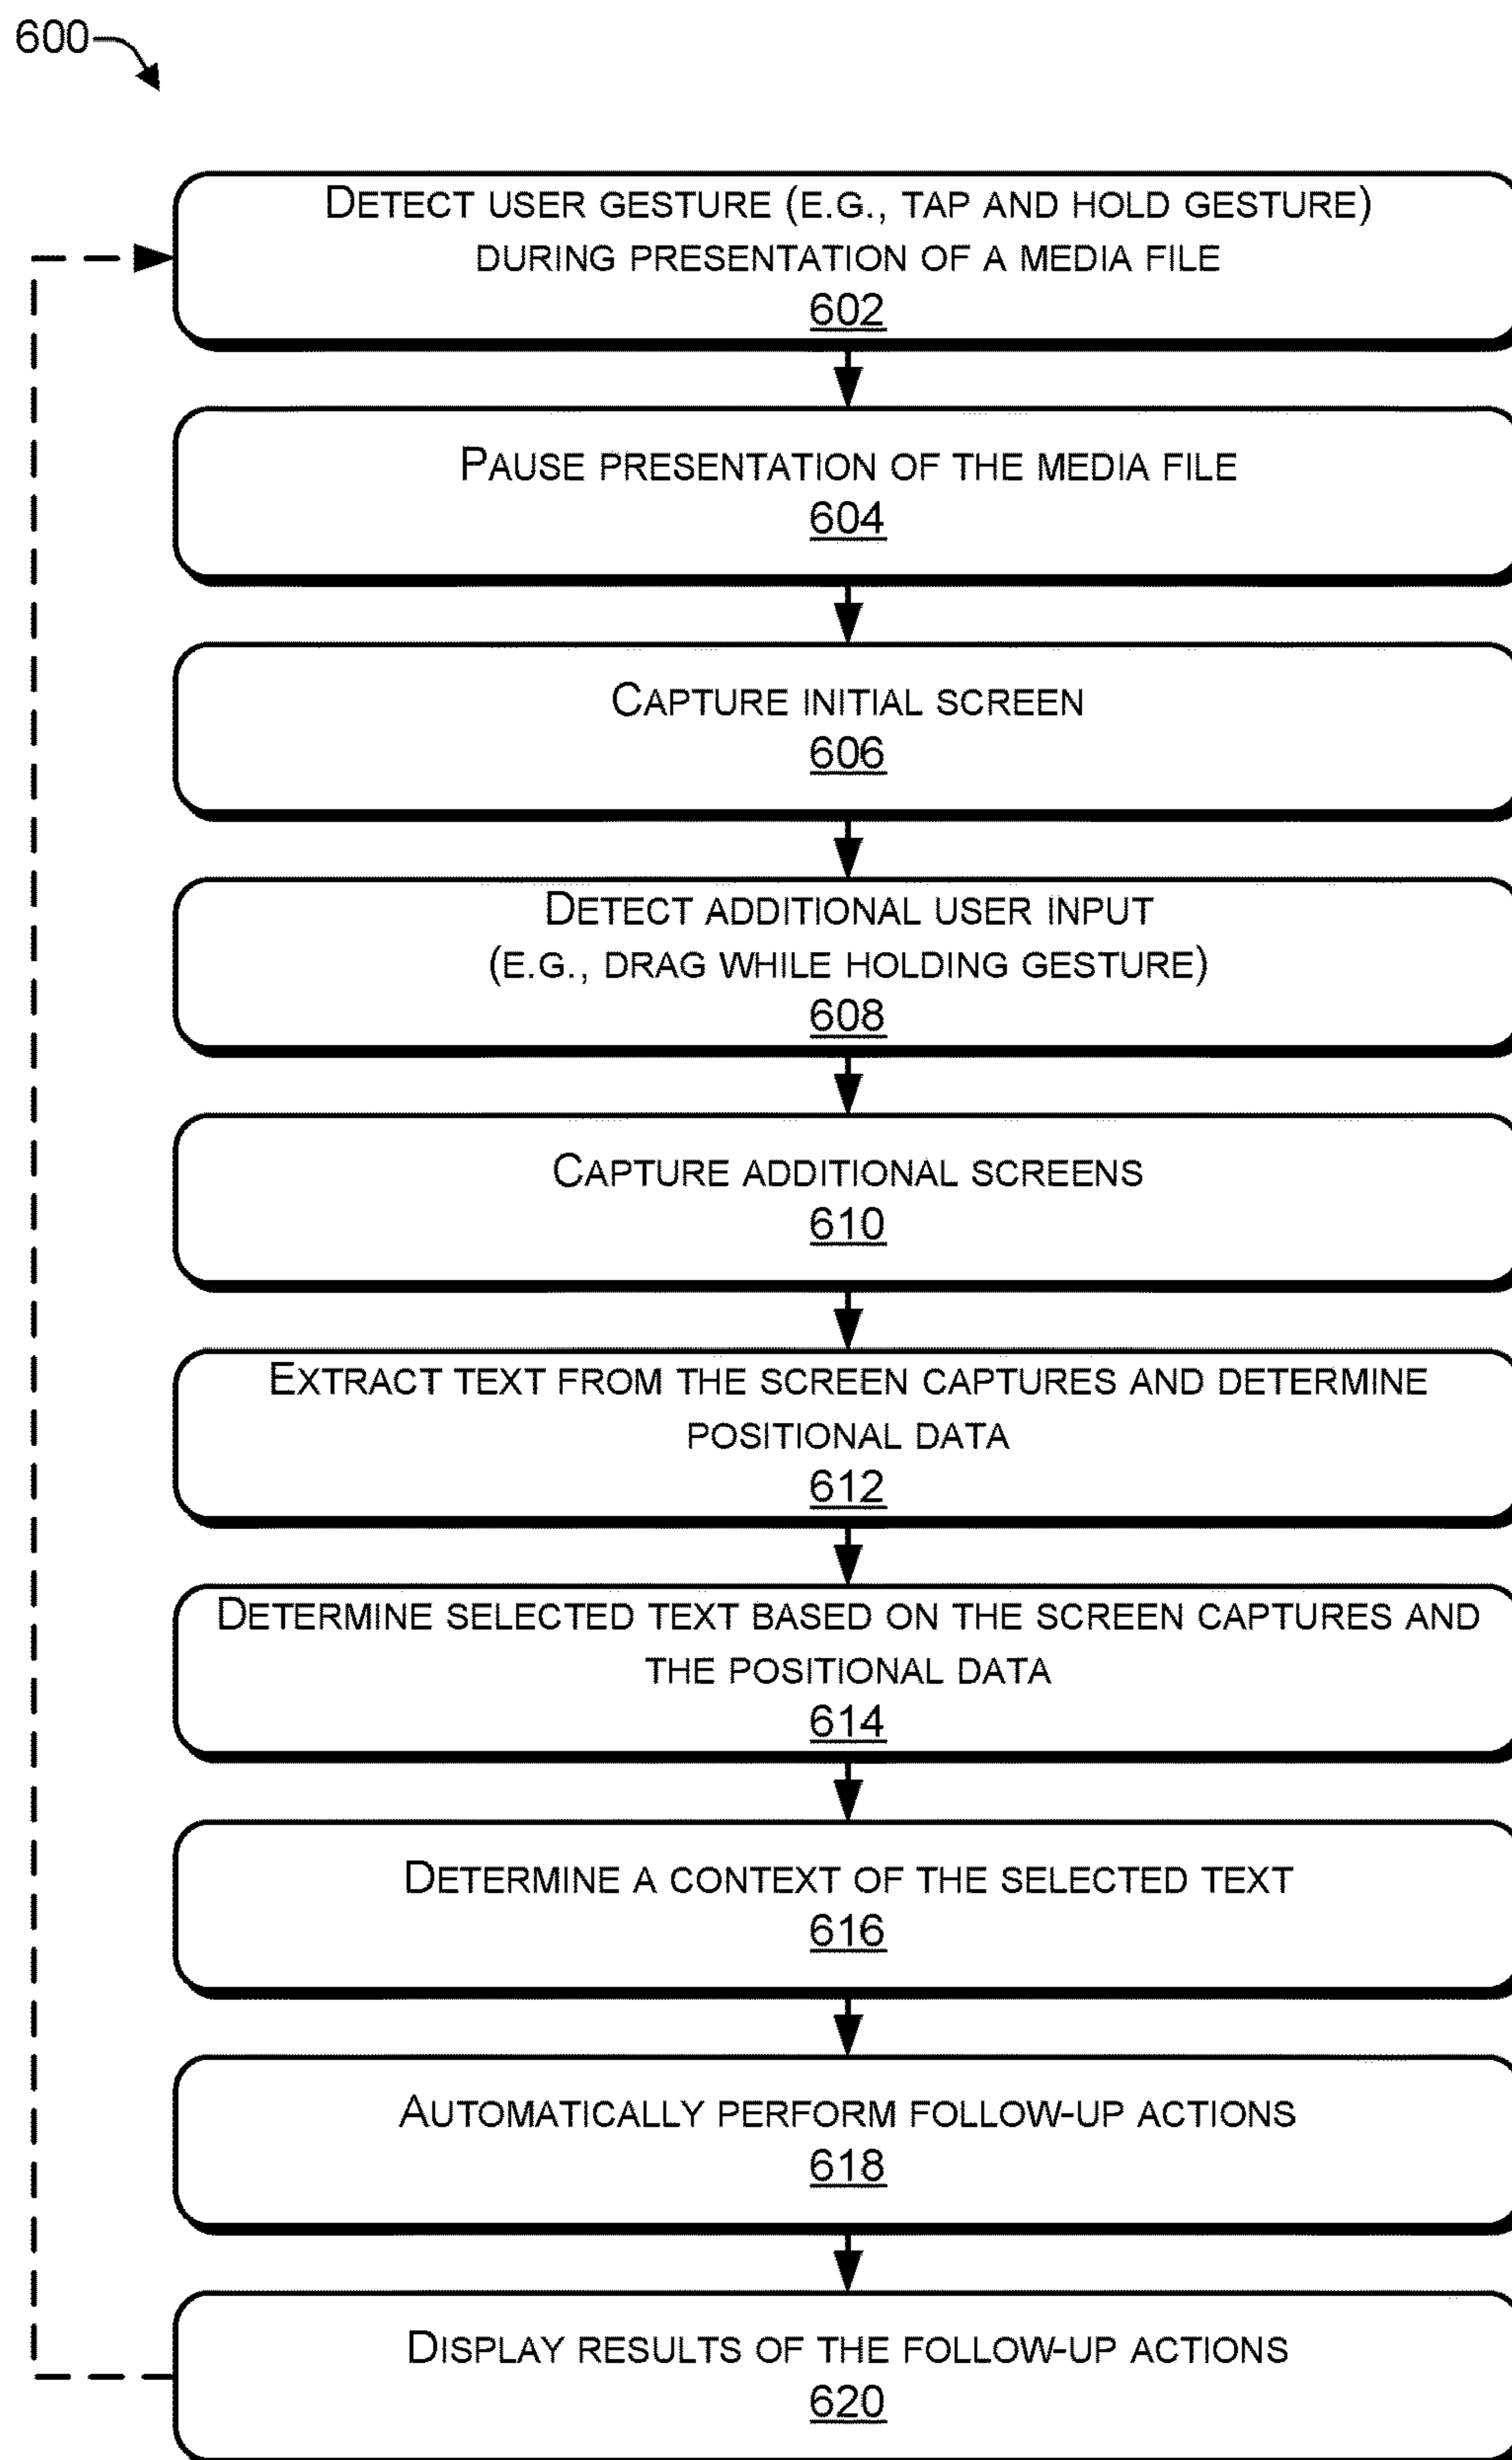 600
DETECT USER GESTURE (E.G., TAP AND HOLD GESTURE)
DURING PRESENTATION OF A MEDIA FILE
602
PAUSE PRESENTATION OF THE MEDIA FILE
604
CAPTURE INITIAL SCREEN
606
DETECT ADDITIONAL USER INPUT
(E.G., DRAG WHILE HOLDING GESTURE)
608
CAPTURE ADDITIONAL SCREENS
610
EXTRACT TEXT FROM THE SCREEN CAPTURES AND DETERMINE
POSITIONAL DATA
612
DETERMINE SELECTED TEXT BASED ON THE SCREEN CAPTURES AND
THE POSITIONAL DATA
614
DETERMINE A CONTEXT OF THE SELECTED TEXT
616
AUTOMATICALLY PERFORM FOLLOW-UP ACTIONS
618
DISPLAY RESULTS OF THE FOLLOW-UP ACTIONS
620